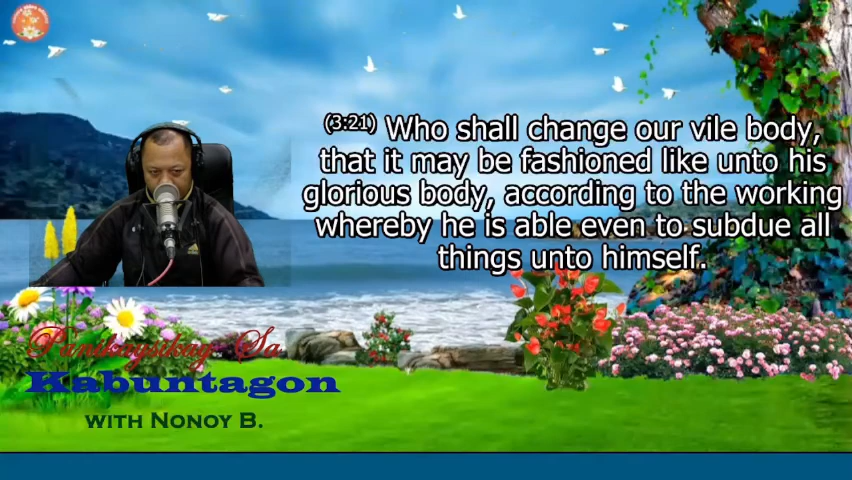 (3:21) Who shall change our vile body,
that it may be fashioned like unto his
glorious body, according to the working
whereby he is able even to subdue all
things unto himself.
Panikaysikay Sa
Kabuntagon
WITH NONOY B.